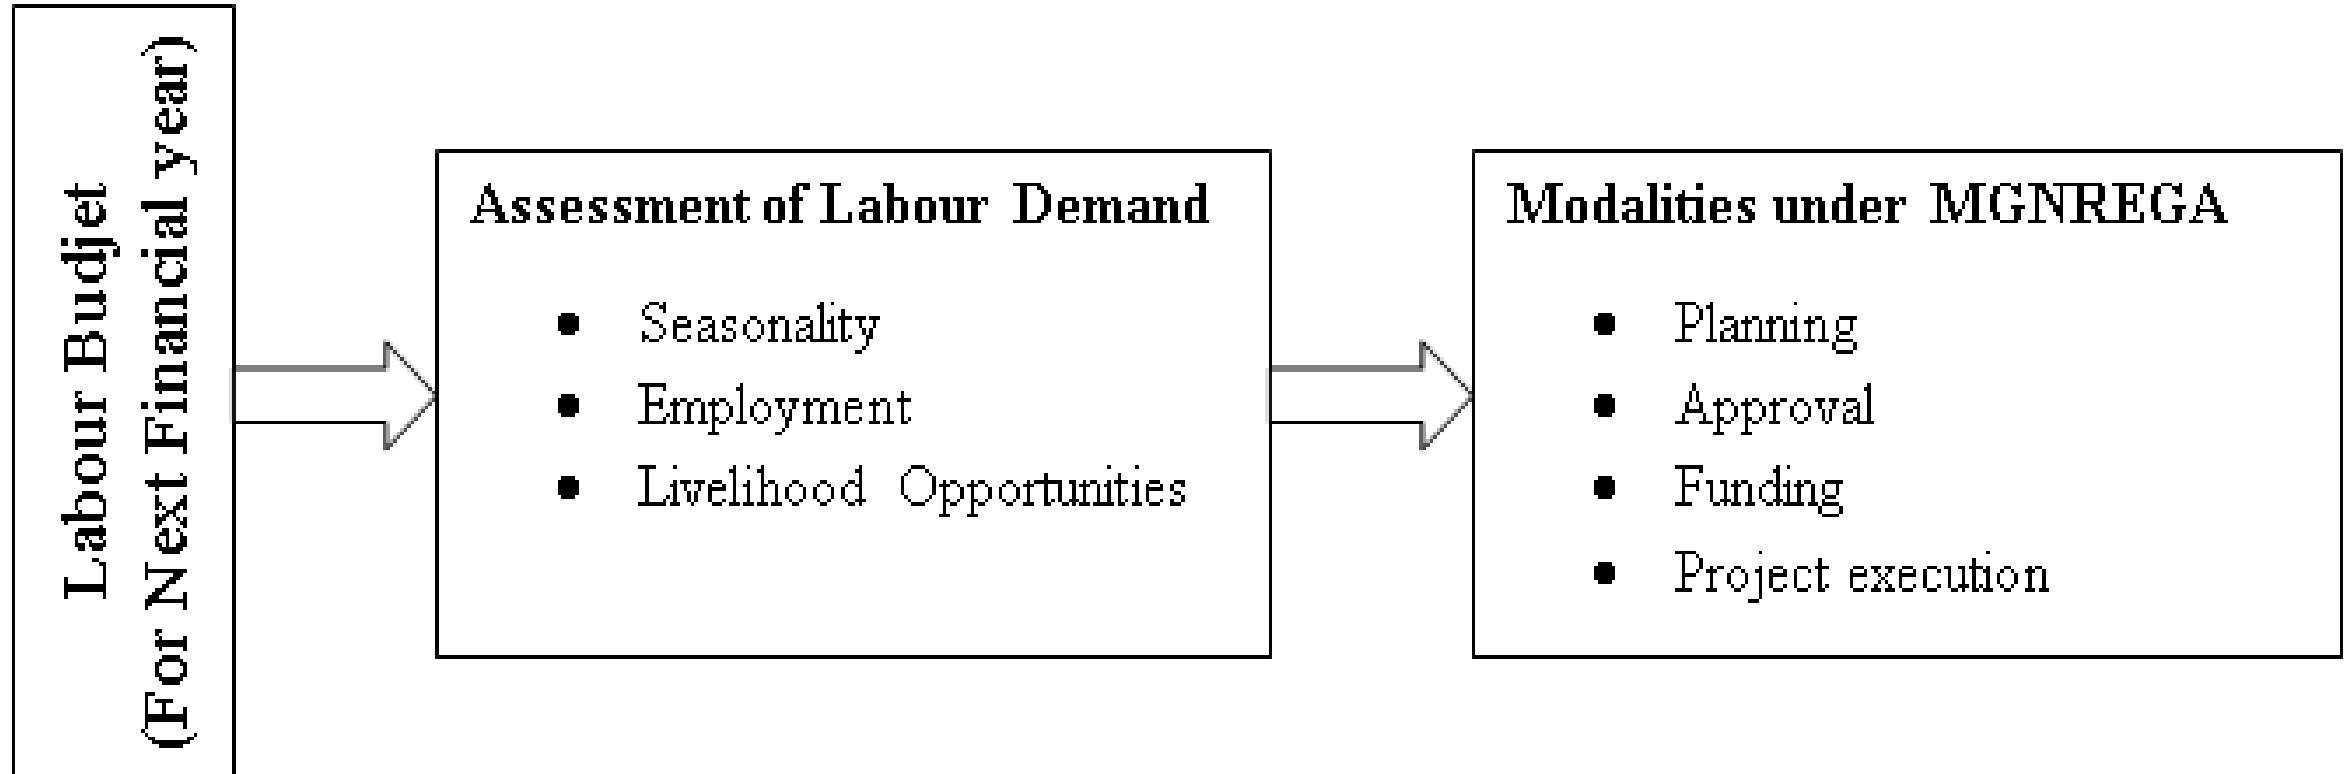 Labour Budjet
(For Next Financial year)
Assessment of Labour Demand
• Seasonality
• Employment
• Livelihood Opportunities
Modalities under MGNREGA
• Planning
• Approval
• Funding
• Project execution